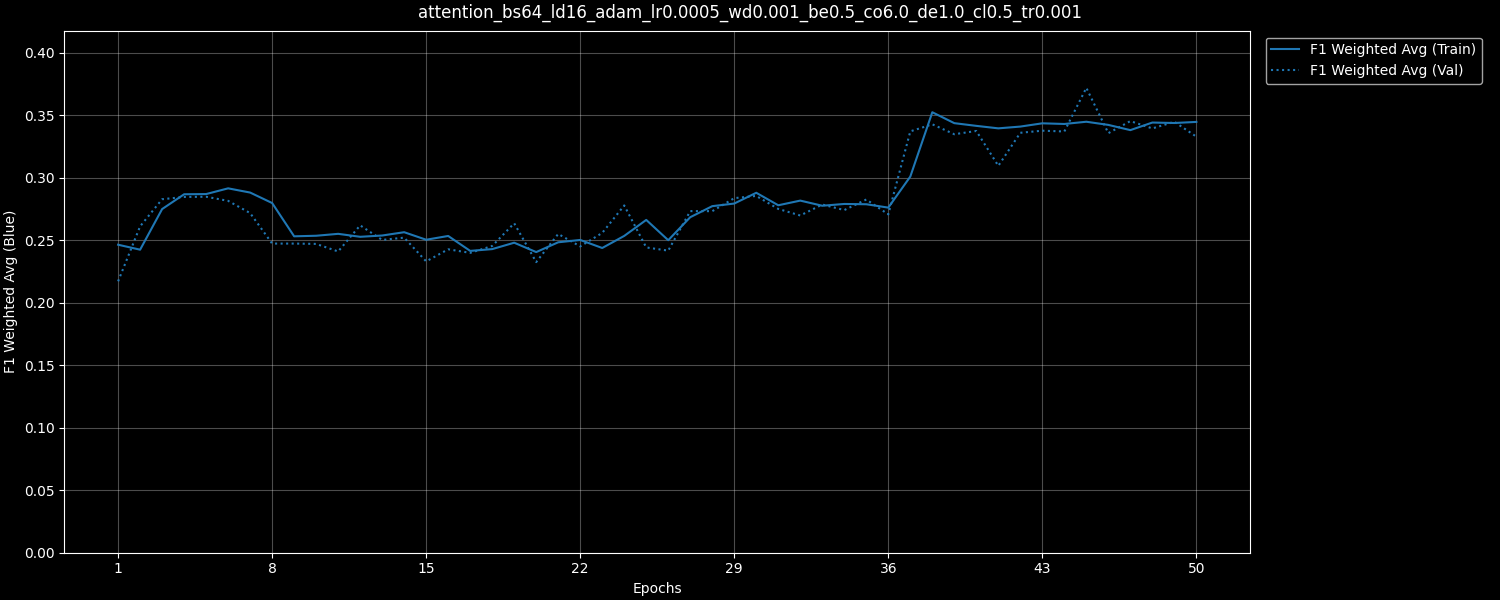 attention_bs64_ld16_adam_lr0.0005_wd0.001_be0.5_co6.0_de1.0_cl0.5_tr0.001
F1 Weighted Avg (Train)
F1 Weighted Avg (Val)
F1 Weighted Avg (Blue)
0.40
0.35
0.30
0.25
0.20
0.15
0.10
0.05
0.00
1 8 15 22 29 36 43 50
Epochs